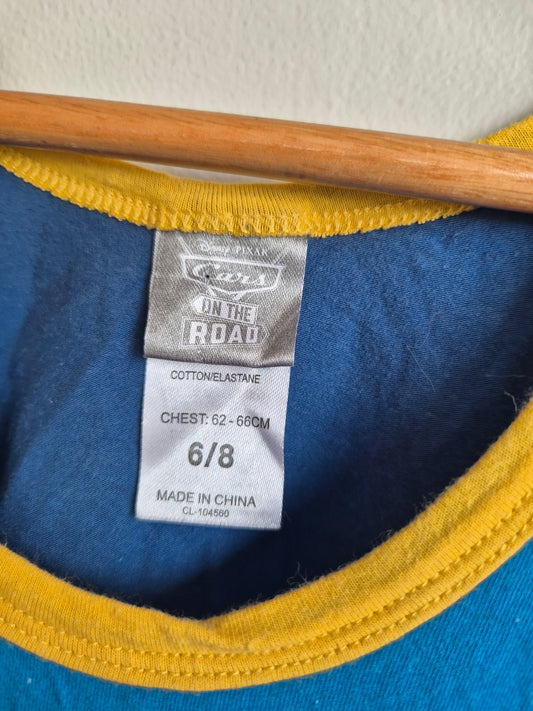 Disney·PIXAR
Cars
ON THE
ROAD
COTTON/ELASTANE
CHEST: 62 - 66CM
6/8
MADE IN CHINA
CL-104560